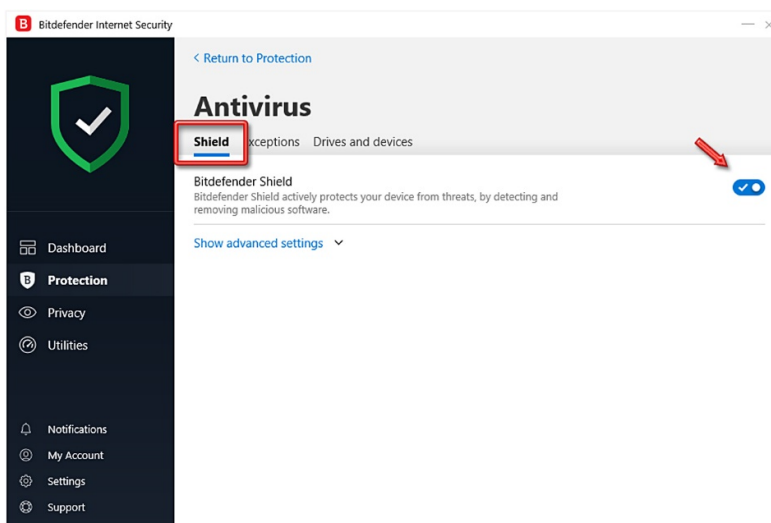 Bitdefender Internet Security
< Return to Protection
Antivirus
Shield xceptions Drives and devices
Bitdefender Shield
Bitdefender Shield actively protects your device from threats, by detecting and
removing malicious software.
Show advanced settings
Dashboard
Protection
Privacy
Utilities
Notifications
My Account
Settings
Support